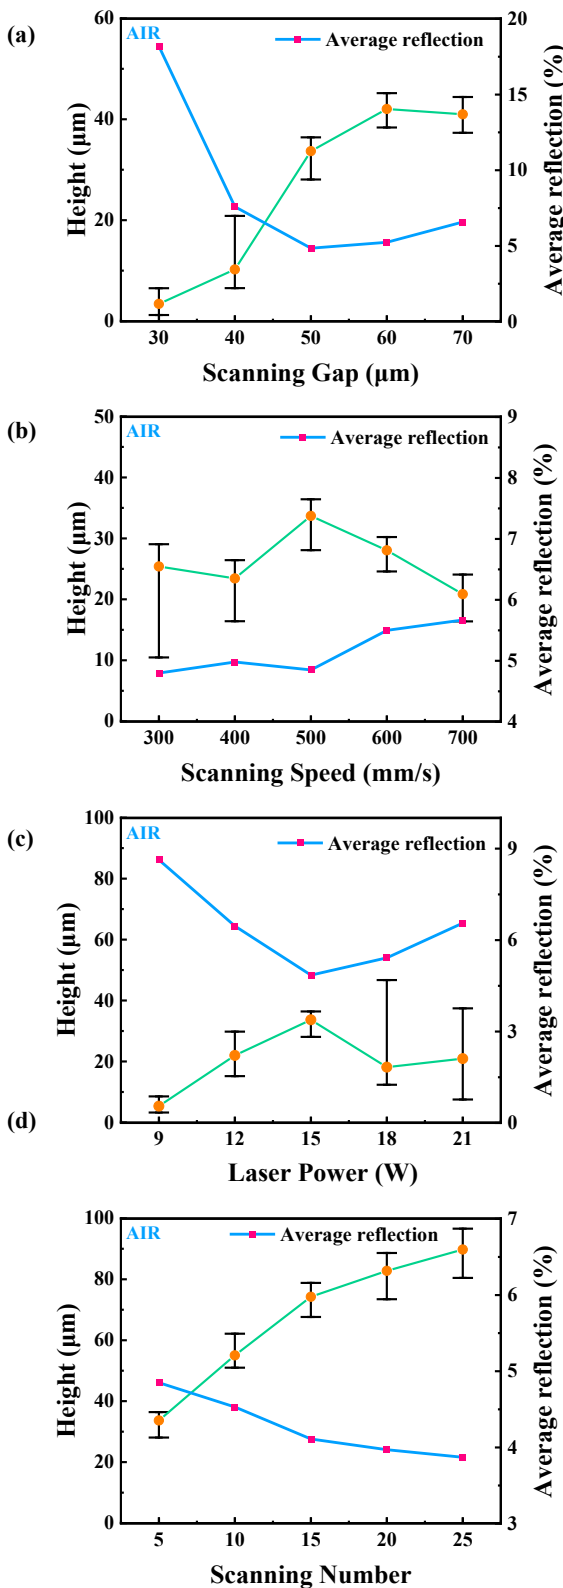 (a)
AIR
Average reflection
60
40
20
0
20
15
10
5
0
30 40 50 60 70
Height (μm)
Average reflection (%)
Scanning Gap (μm)
(b)
AIR
Average reflection
50
40
30
20
10
0
9
8
7
6
5
4
300 400 500 600 700
Height (μm)
Average reflection (%)
Scanning Speed (mm/s)
(c)
AIR
Average reflection
100
80
60
40
20
0
9
6
3
0
9 12 15 18 21
Height (μm)
Average reflection (%)
Laser Power (W)
(d)
AIR
Average reflection
100
80
60
40
20
0
7
6
5
4
3
5 10 15 20 25
Height (μm)
Average reflection (%)
Scanning Number